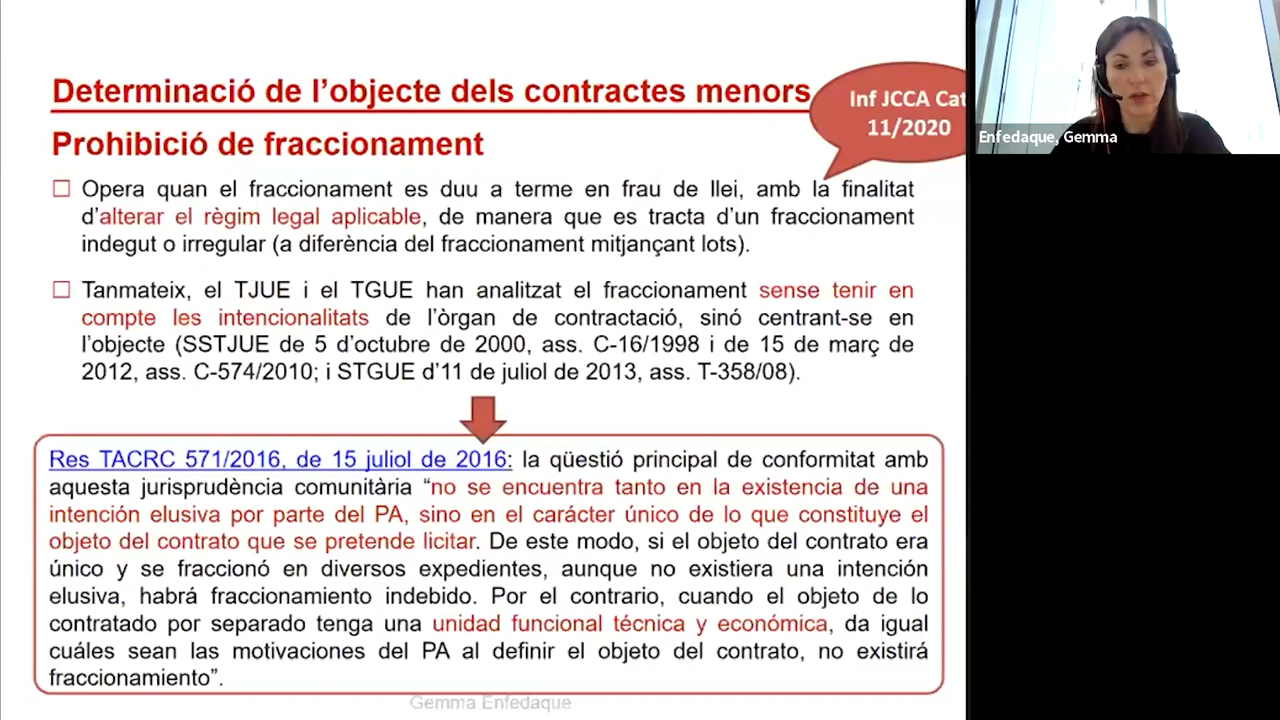 Determinació de l’objecte dels contractes menors
Inf JCCA Cat
11/2020
Enfedaque, Gemma
Prohibició de fraccionament
Opera quan el fraccionament es duu a terme en frau de llei, amb la finalitat
d’alterar el règim legal aplicable, de manera que es tracta d’un fraccionament
indegut o irregular (a diferència del fraccionament mitjançant lots).
Tanmateix, el TJUE i el TGUE han analitzat el fraccionament sense tenir en
compte les intencionalitats de l’òrgan de contractació, sinó centrant-se en
l’objecte (SSTJUE de 5 d’octubre de 2000, ass. C-16/1998 i de 15 de març de
2012, ass. C-574/2010; i STGUE d’11 de juliol de 2013, ass. T-358/08).
Res TACRC 571/2016, de 15 juliol de 2016: la qüestió principal de conformitat amb
aquesta jurisprudència comunitària “no se encuentra tanto en la existencia de una
intención elusiva por parte del PA, sino en el carácter único de lo que constituye el
objeto del contrato que se pretende licitar. De este modo, si el objeto del contrato era
único y se fraccionó en diversos expedientes, aunque no existiera una intención
elusiva, habrá fraccionamiento indebido. Por el contrario, cuando el objeto de lo
contratado por separado tenga una unidad funcional técnica y económica, da igual
cuáles sean las motivaciones del PA al definir el objeto del contrato, no existirá
fraccionamiento”.
Gemma Enfedaque